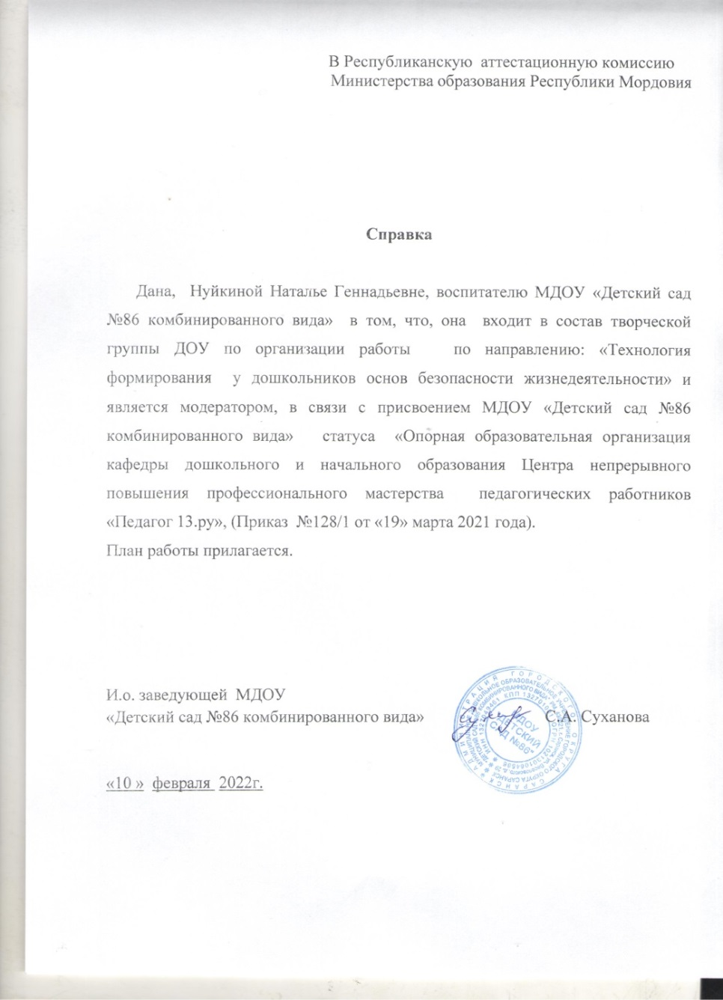 В Республиканскую аттестационную комиссию
Министерства образования Республики Мордовия
Справка
Дана, Нуйкиной Наталье Геннадьевне, воспитателю МДОУ «Детский сад
№86 комбинированного вида» в том, что, она входит в состав творческой
группы ДОУ по организации работы по направлению: «Технология
формирования у дошкольников основ безопасности жизнедеятельности» и
является модератором, в связи с присвоением МДОУ «Детский сад №86
комбинированного вида» статуса «Опорная образовательная организация
кафедры дошкольного и начального образования Центра непрерывного
повышения профессионального мастерства педагогических работников
«Педагог 13.ру», (Приказ №128/1 от «19» марта 2021 года).
План работы прилагается.
И.о. заведующей МДОУ
«Детский сад №86 комбинированного вида» С.А. Суханова
МДОУ
"ДЕТСКИЙ
САД №86"
«10 » февраля 2022г.